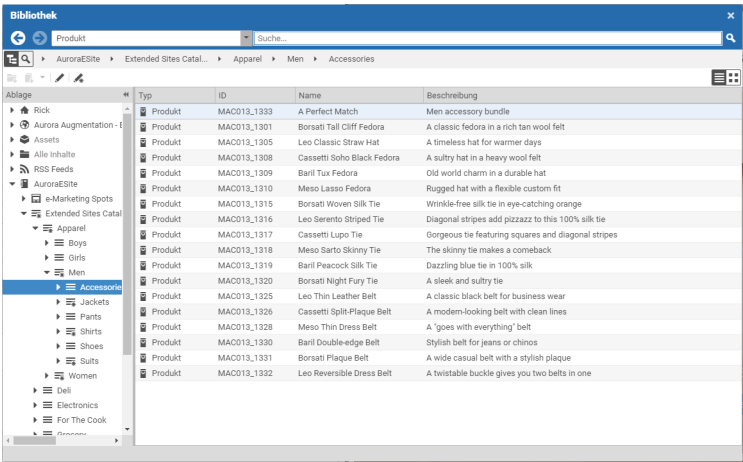 Bibliothek
Produkt
Suche...
AuroraESite Extended Sites Catal... Apparel Men Accessories
Ablage
Rick
Aurora Augmentation - E
Assets
Alle Inhalte
RSS Feeds
AuroraESite
e-Marketing Spots
Extended Sites Catal
Apparel
Boys
Girls
Men
Accessorie
Jackets
Pants
Shirts
Shoes
Suits
Women
Deli
Electronics
For The Cook
Grocery
Typ ID Name Beschreibung
Produkt MAC013_1333 A Perfect Match Men accessory bundle
Produkt MAC013_1301 Borsati Tall Cliff Fedora A classic fedora in a rich tan wool felt
Produkt MAC013_1305 Leo Classic Straw Hat A timeless hat for warmer days
Produkt MAC013_1308 Cassetti Soho Black Fedora A sultry hat in a heavy wool felt
Produkt MAC013_1309 Baril Tux Fedora Old world charm in a durable hat
Produkt MAC013_1310 Meso Lasso Fedora Rugged hat with a flexible custom fit
Produkt MAC013_1315 Borsati Woven Silk Tie Wrinkle-free silk tie in eye-catching orange
Produkt MAC013_1316 Leo Serento Striped Tie Diagonal stripes add pizzazz to this 100% silk tie
Produkt MAC013_1317 Cassetti Lupo Tie Gorgeous tie featuring squares and diagonal stripes
Produkt MAC013_1318 Meso Sarto Skinny Tie The skinny tie makes a comeback
Produkt MAC013_1319 Baril Peacock Silk Tie Dazzling blue tie in 100% silk
Produkt MAC013_1320 Borsati Night Fury Tie A sleek and sultry tie
Produkt MAC013_1325 Leo Thin Leather Belt A classic black belt for business wear
Produkt MAC013_1326 Cassetti Split-Plaque Belt A modern-looking belt with clean lines
Produkt MAC013_1328 Meso Thin Dress Belt A "goes with everything" belt
Produkt MAC013_1330 Baril Double-edge Belt Stylish belt for jeans or chinos
Produkt MAC013_1331 Borsati Plaque Belt A wide casual belt with a stylish plaque
Produkt MAC013_1332 Leo Reversible Dress Belt A twistable buckle gives you two belts in one